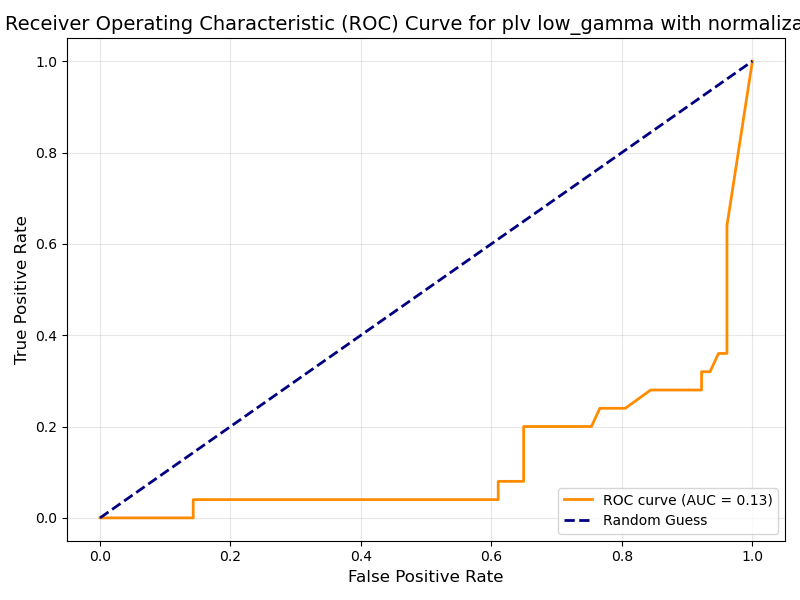 Receiver Operating Characteristic (ROC) Curve for plv low_gamma with normaliza
1.0
0.8
0.6
0.4
0.2
0.0
True Positive Rate
ROC curve (AUC = 0.13)
Random Guess
0.0 0.2 0.4 0.6 0.8 1.0
False Positive Rate